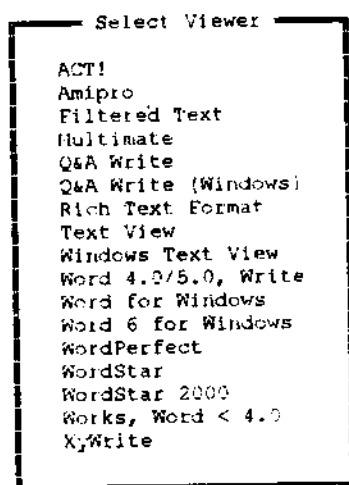 Select Viewer
ACT!
Amipro
Filtered Text
Multimate
Q&A Write
Q&A Write (Windows)
Rich Text Format
Text View
Windows Text View
Word 4.0/5.0, Write
Word for Windows
Word 6 for Windows
WordPerfect
WordStar
WordStar 2000
Works, Word < 4.0
XyWrite